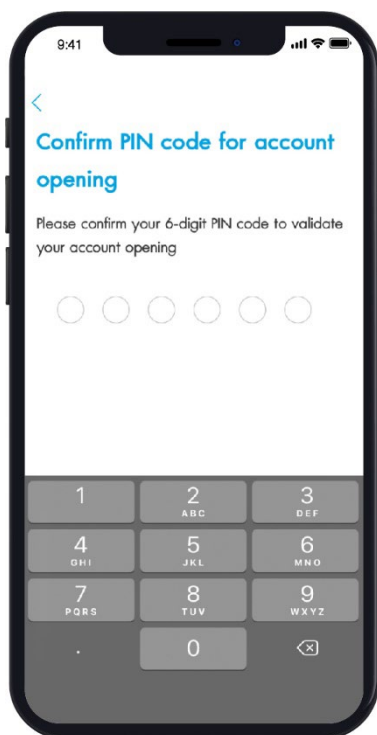 9:41
Confirm PIN code for account
opening
Please confirm your 6-digit PIN code to validate
your account opening
1 2 3
ABC DEF
4 5 6
GHI JKL MNO
7 8 9
PQRS TUV WXYZ
. 0